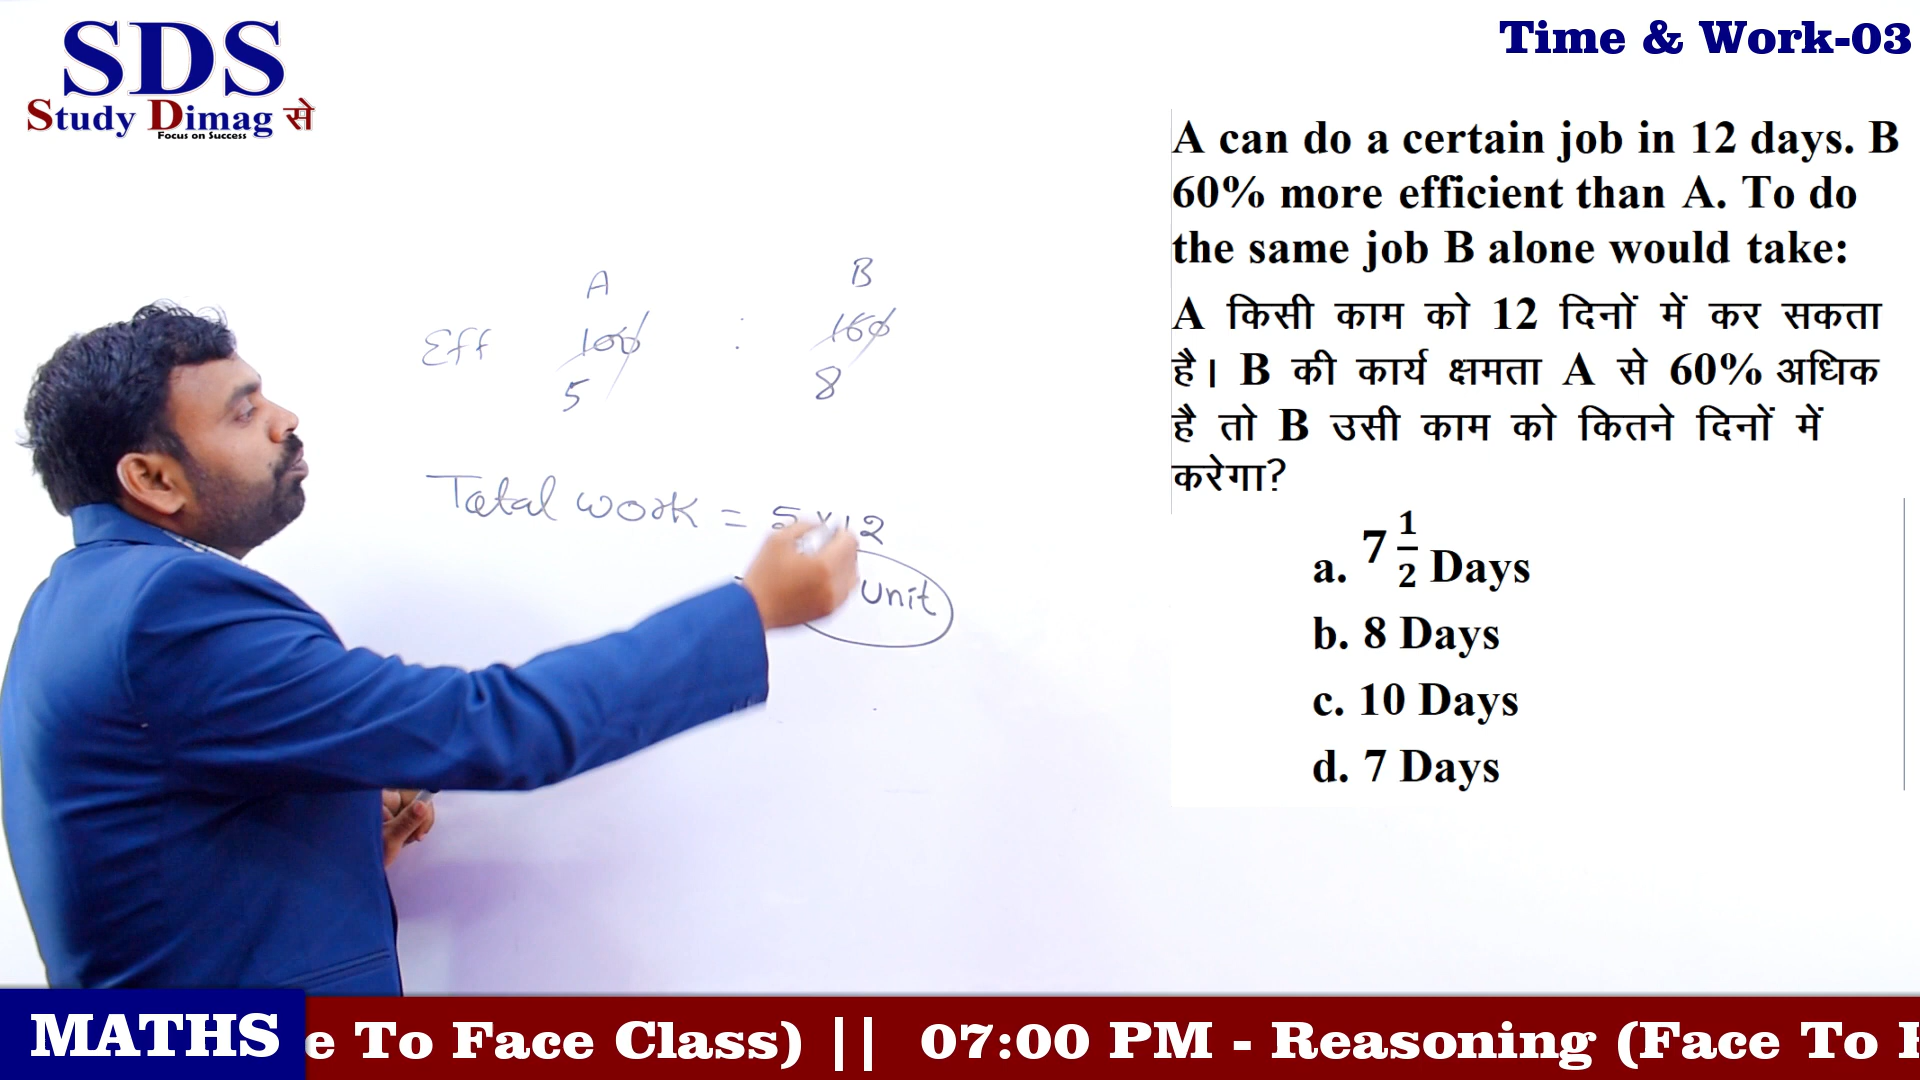 SDS
Study Dimag से
Focus on Success
Time & Work-03
A can do a certain job in 12 days. B
60% more efficient than A. To do
the same job B alone would take:
A किसी काम को 12 दिनों में कर सकता
है। B की कार्य क्षमता A से 60% अधिक
है तो B उसी काम को कितने दिनों में
करेगा?
a. 7 1/2 Days
b. 8 Days
c. 10 Days
d. 7 Days
A B
Eff 100 : 160
5 8
Total work = 5×12
unit
MATHS
e To Face Class) || 07:00 PM - Reasoning (Face To